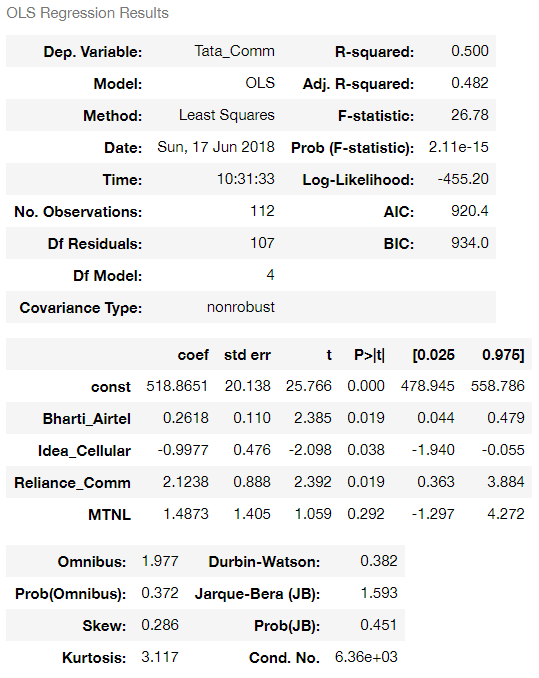 OLS Regression Results
Dep. Variable: Tata_Comm R-squared: 0.500
Model: OLS Adj. R-squared: 0.482
Method: Least Squares F-statistic: 26.78
Date: Sun, 17 Jun 2018 Prob (F-statistic): 2.11e-15
Time: 10:31:33 Log-Likelihood: -455.20
No. Observations: 112 AIC: 920.4
Df Residuals: 107 BIC: 934.0
Df Model: 4
Covariance Type: nonrobust
coef std err t P>|t| [0.025 0.975]
const 518.8651 20.138 25.766 0.000 478.945 558.786
Bharti_Airtel 0.2618 0.110 2.385 0.019 0.044 0.479
Idea_Cellular -0.9977 0.476 -2.098 0.038 -1.940 -0.055
Reliance_Comm 2.1238 0.888 2.392 0.019 0.363 3.884
MTNL 1.4873 1.405 1.059 0.292 -1.297 4.272
Omnibus: 1.977 Durbin-Watson: 0.382
Prob(Omnibus): 0.372 Jarque-Bera (JB): 1.593
Skew: 0.286 Prob(JB): 0.451
Kurtosis: 3.117 Cond. No. 6.36e+03